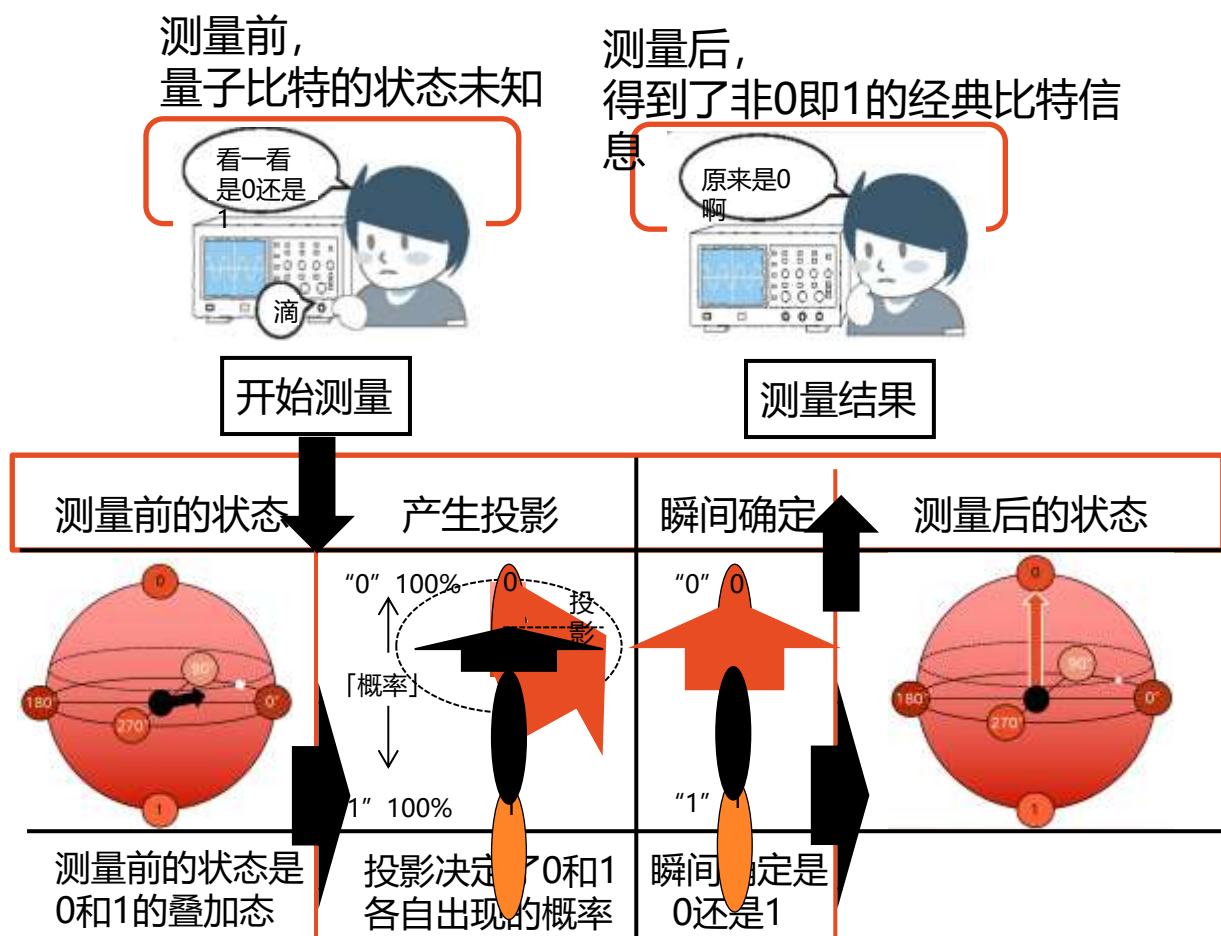 测量前，
量子比特的状态未知
测量后，
得到了非0即1的经典比特信
息
看一看
是0还是
1
滴
原来是0
啊
开始测量
测量结果
测量前的状态
产生投影
瞬间确定
测量后的状态
0
90°
180°
0°
270°
1
“0” 100%
0
投
影
「概率」
1” 100%
1
“0” 0
“1” 1
0
90°
180°
0°
270°
1
测量前的状态是
0和1的叠加态
投影决定了0和1
各自出现的概率
瞬间确定是
0还是1